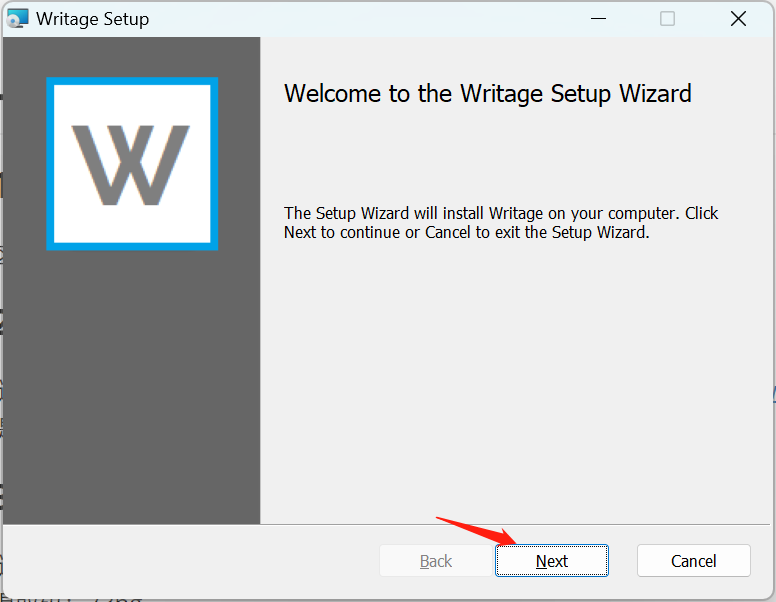 Writage Setup
W
Welcome to the Writage Setup Wizard
The Setup Wizard will install Writage on your computer. Click
Next to continue or Cancel to exit the Setup Wizard.
Back
Next
Cancel